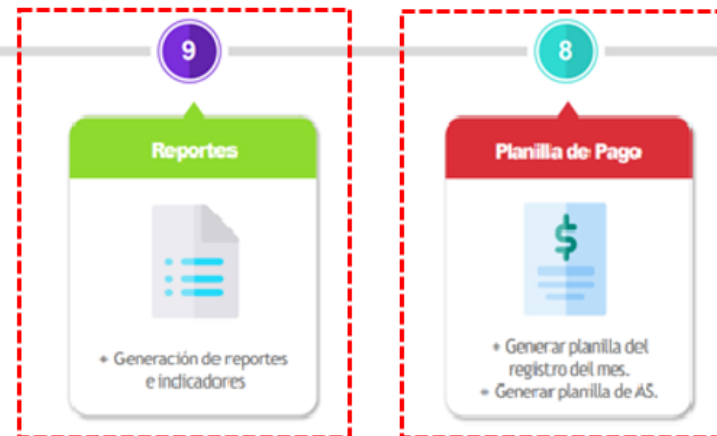 9
Reportes
+ Generación de reportes
e indicadores
8
Planilla de Pago
$
+ Generar planilla del
registro del mes.
+ Generar planilla de AS.